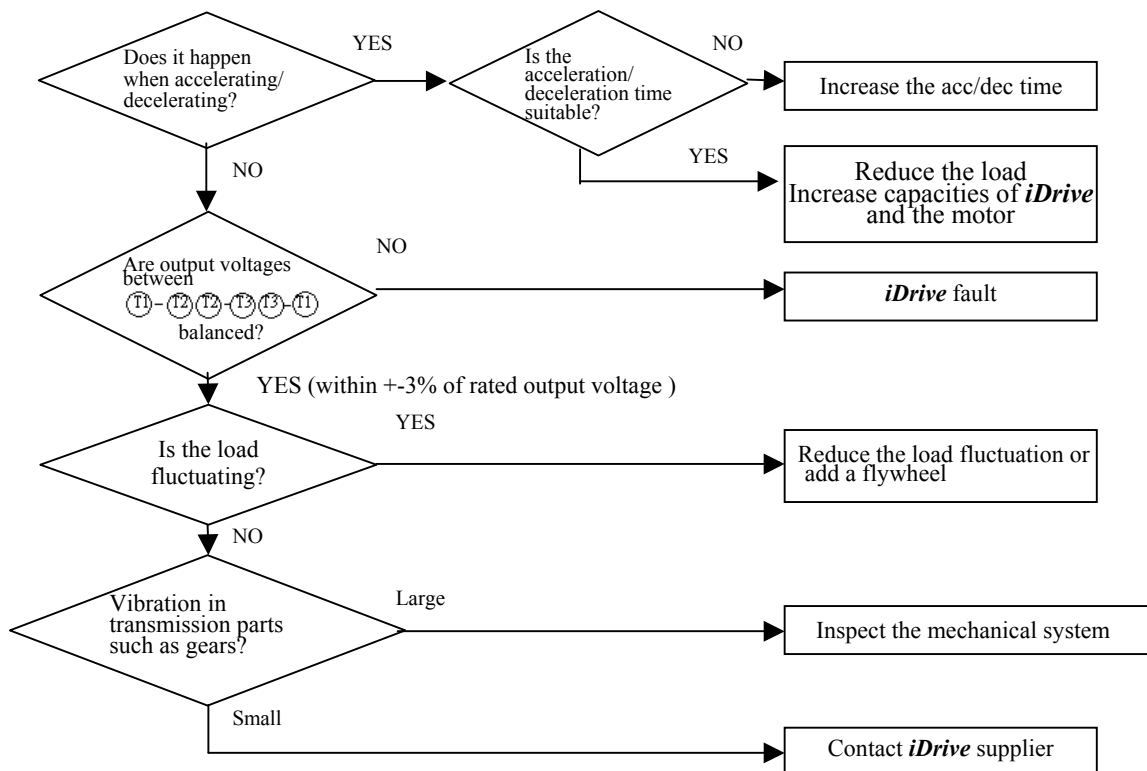 Does it happen
when accelerating/
decelerating?
YES
Is the
acceleration/
deceleration time
suitable?
NO
Increase the acc/dec time
YES
Reduce the load
Increase capacities of iDrive
and the motor
NO
Are output voltages
between
T1 - T2 T2 - T3 T3 - T1
balanced?
NO
iDrive fault
YES (within +-3% of rated output voltage )
Is the load
fluctuating?
YES
Reduce the load fluctuation or
add a flywheel
NO
Vibration in
transmission parts
such as gears?
Large
Inspect the mechanical system
Small
Contact iDrive supplier